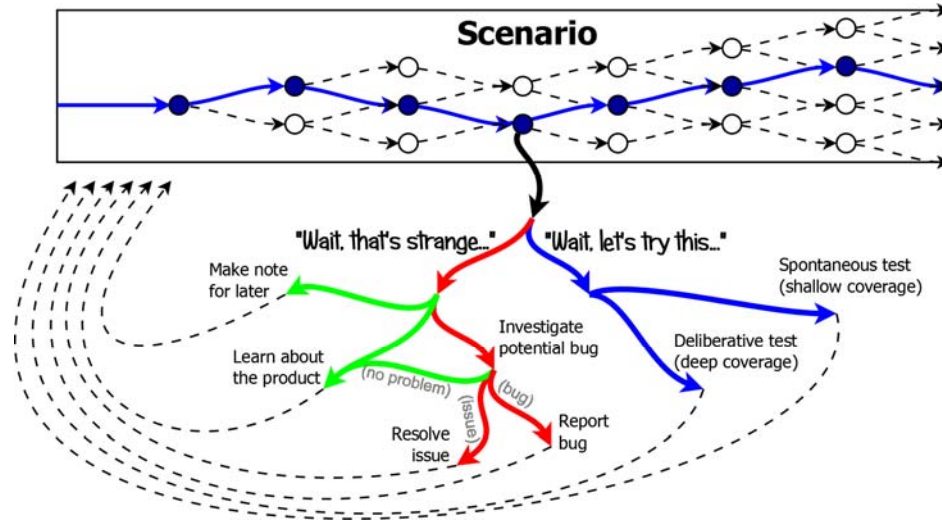 Scenario
"Wait, that's strange..."
"Wait, let's try this..."
Make note
for later
Spontaneous test
(shallow coverage)
Investigate
potential bug
Deliberative test
(deep coverage)
Learn about
the product
(no problem)
(issue)
(bug)
Report
bug
Resolve
issue